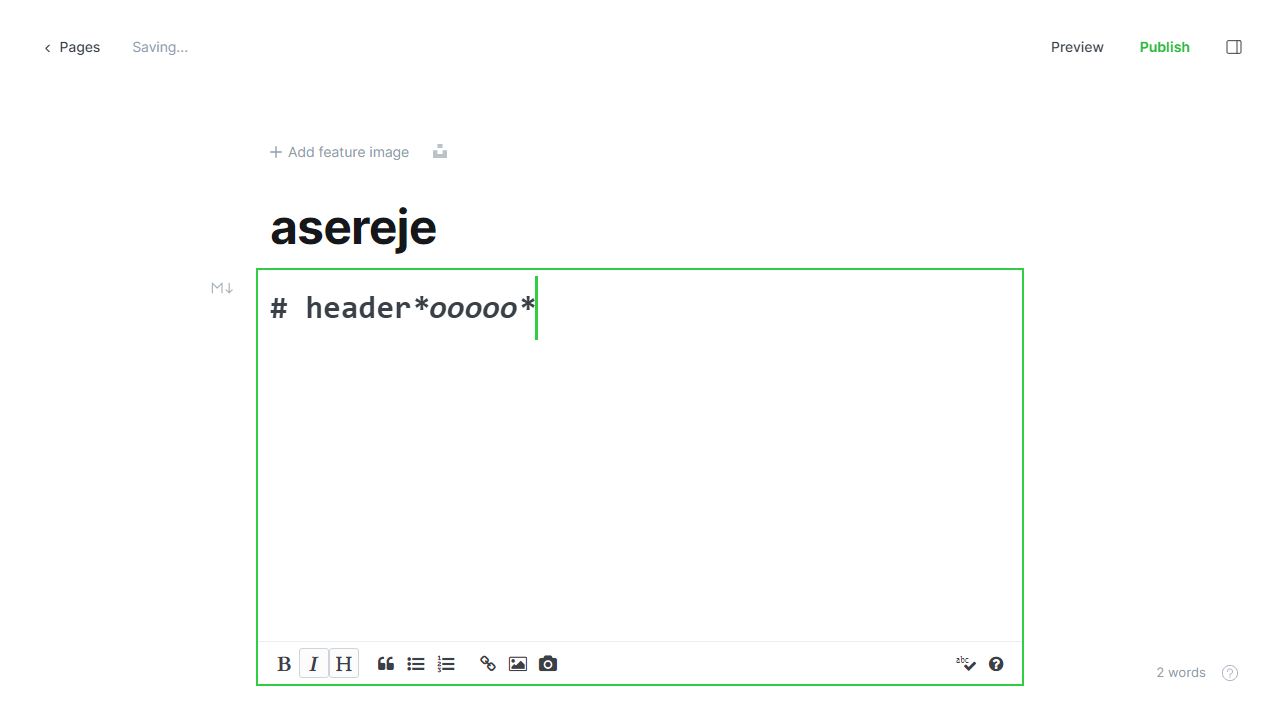 Pages
Saving...
Preview
Publish
Add feature image
asereje
M↓
# header*ooooo*
B I H
abc
2 words